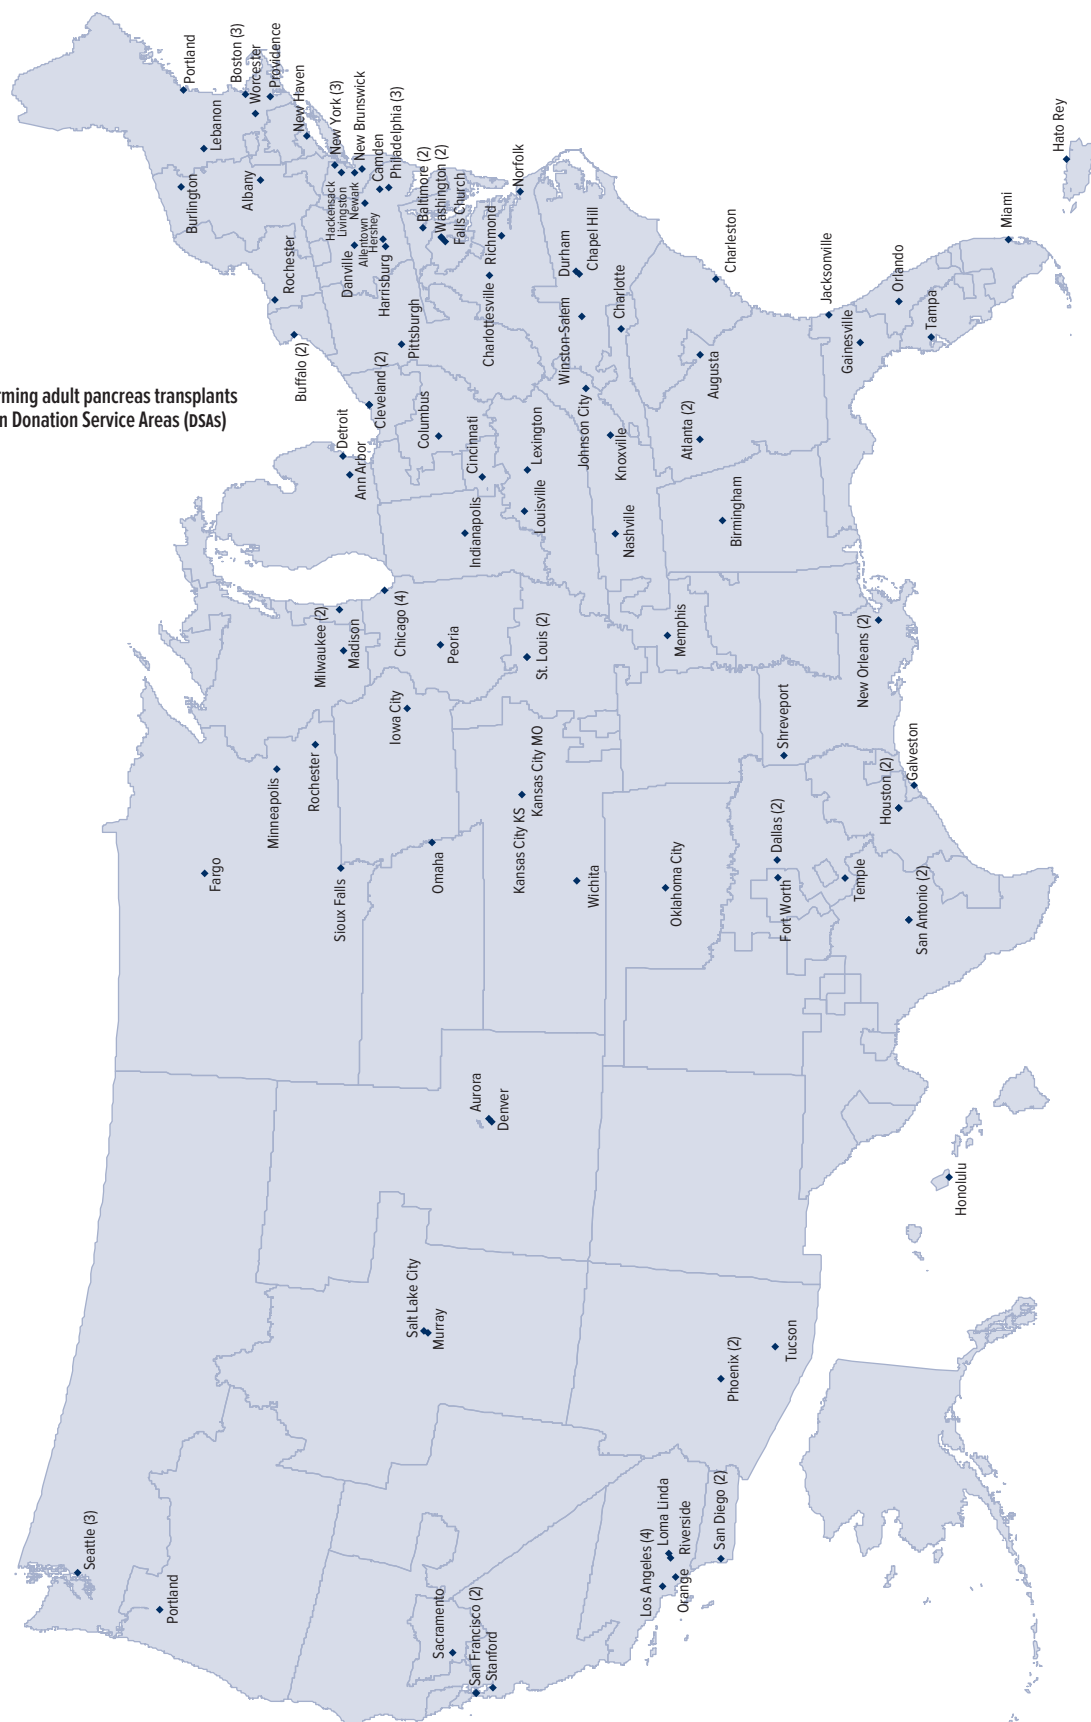 rming adult pancreas transplants
n Donation Service Areas (DSAs)
Seattle (3)
Portland
Sacramento
San Francisco (2)
Stanford
Los Angeles (4)
Loma Linda
Riverside
Orange
San Diego (2)
Salt Lake City
Murray
Phoenix (2)
Tucson
Aurora
Denver
Honolulu
Fargo
Minneapolis
Rochester
Sioux Falls
Omaha
Iowa City
Kansas City KS
Kansas City MO
Wichita
Oklahoma City
Dallas (2)
Fort Worth
Temple
San Antonio (2)
Houston (2)
Galveston
Shreveport
New Orleans (2)
Milwaukee (2)
Madison
Chicago (4)
Peoria
St. Louis (2)
Memphis
Detroit
Ann Arbor
Indianapolis
Cincinnati
Columbus
Cleveland (2)
Louisville
Lexington
Nashville
Knoxville
Johnson City
Birmingham
Atlanta (2)
Augusta
Buffalo (2)
Rochester
Albany
Burlington
Lebanon
Portland
Boston (3)
Worcester
Providence
New Haven
New York (3)
Hackensack
Livingston
Newark
New Brunswick
Camden
Philadelphia (3)
Danville
Allentown
Hershey
Harrisburg
Pittsburgh
Baltimore (2)
Washington (2)
Falls Church
Charlottesville
Richmond
Norfolk
Durham
Chapel Hill
Winston-Salem
Charlotte
Charleston
Jacksonville
Gainesville
Orlando
Tampa
Miami
Hato Rey